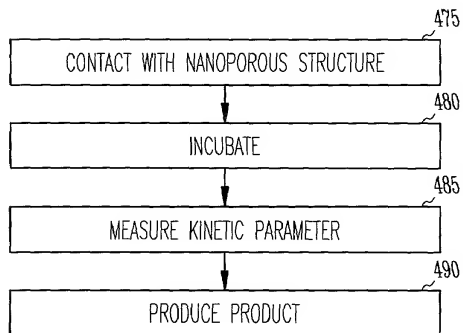 475
CONTACT WITH NANOPOROUS STRUCTURE
480
INCUBATE
485
MEASURE KINETIC PARAMETER
490
PRODUCE PRODUCT